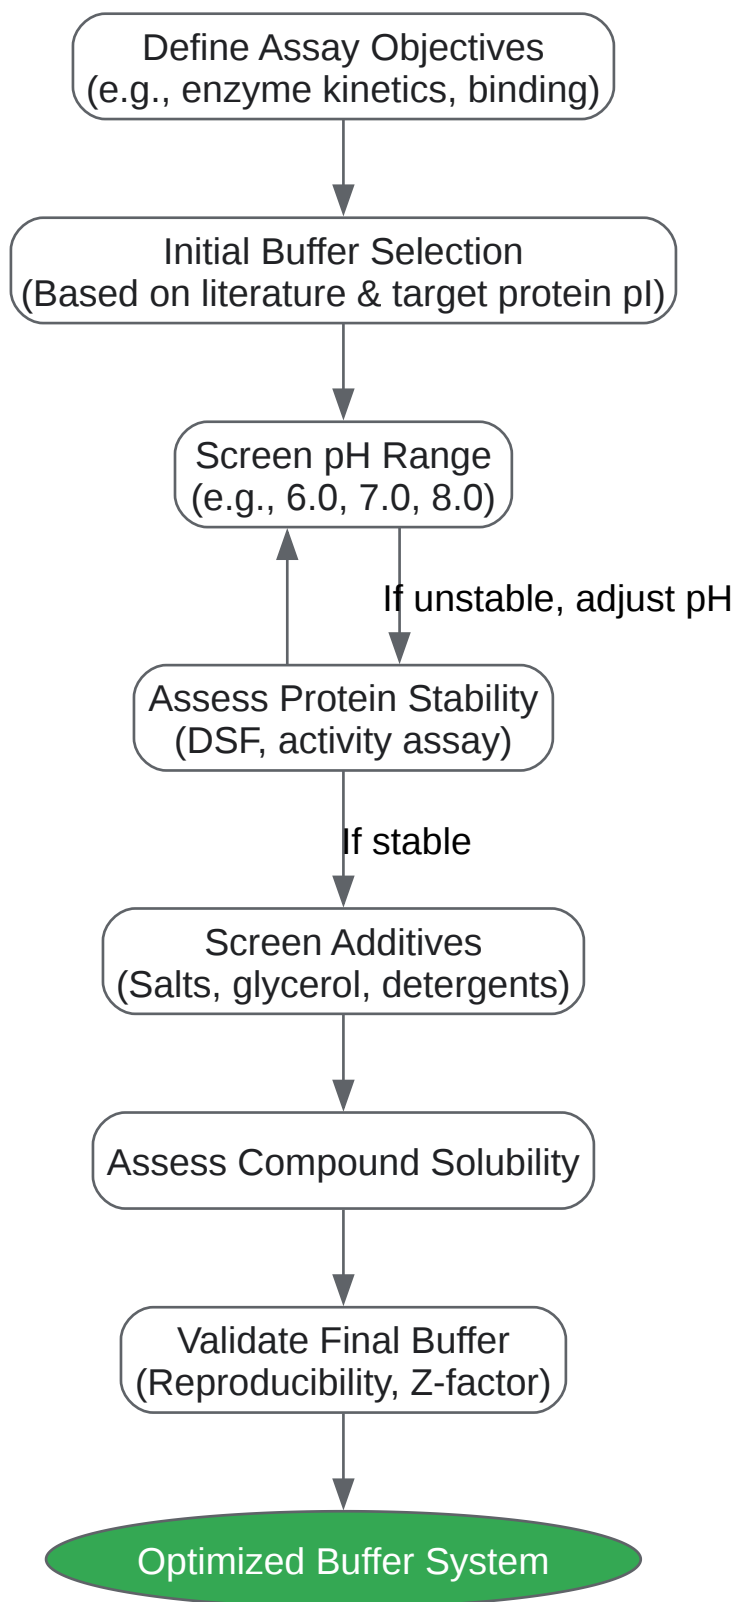 Define Assay Objectives
(e.g., enzyme kinetics, binding)
Initial Buffer Selection
(Based on literature & target protein pI)
Screen pH Range
(e.g., 6.0, 7.0, 8.0)
If unstable, adjust pH
Assess Protein Stability
(DSF, activity assay)
If stable
Screen Additives
(Salts, glycerol, detergents)
Assess Compound Solubility
Validate Final Buffer
(Reproducibility, Z-factor)
Optimized Buffer System